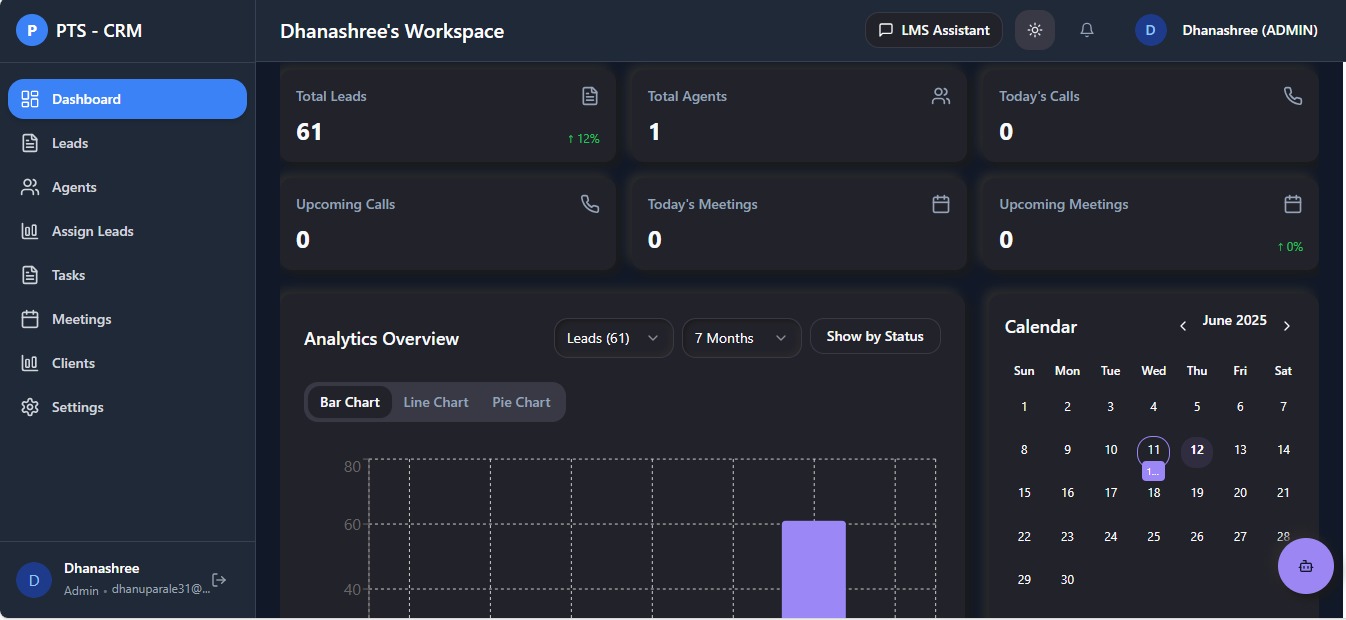 P PTS - CRM
Dhanashree's Workspace
LMS Assistant
D Dhanashree (ADMIN)
Dashboard
Leads
Agents
Assign Leads
Tasks
Meetings
Clients
Settings
D Dhanashree
Admin • dhanuparale31@...
Total Leads
61
↑ 12%
Total Agents
1
Today's Calls
0
Upcoming Calls
0
Today's Meetings
0
Upcoming Meetings
0
↑ 0%
Analytics Overview
Leads (61)
7 Months
Show by Status
Bar Chart Line Chart Pie Chart
80
60
40
Calendar
June 2025
Sun Mon Tue Wed Thu Fri Sat
1 2 3 4 5 6 7
8 9 10 11 12 13 14
1...
15 16 17 18 19 20 21
22 23 24 25 26 27 28
29 30